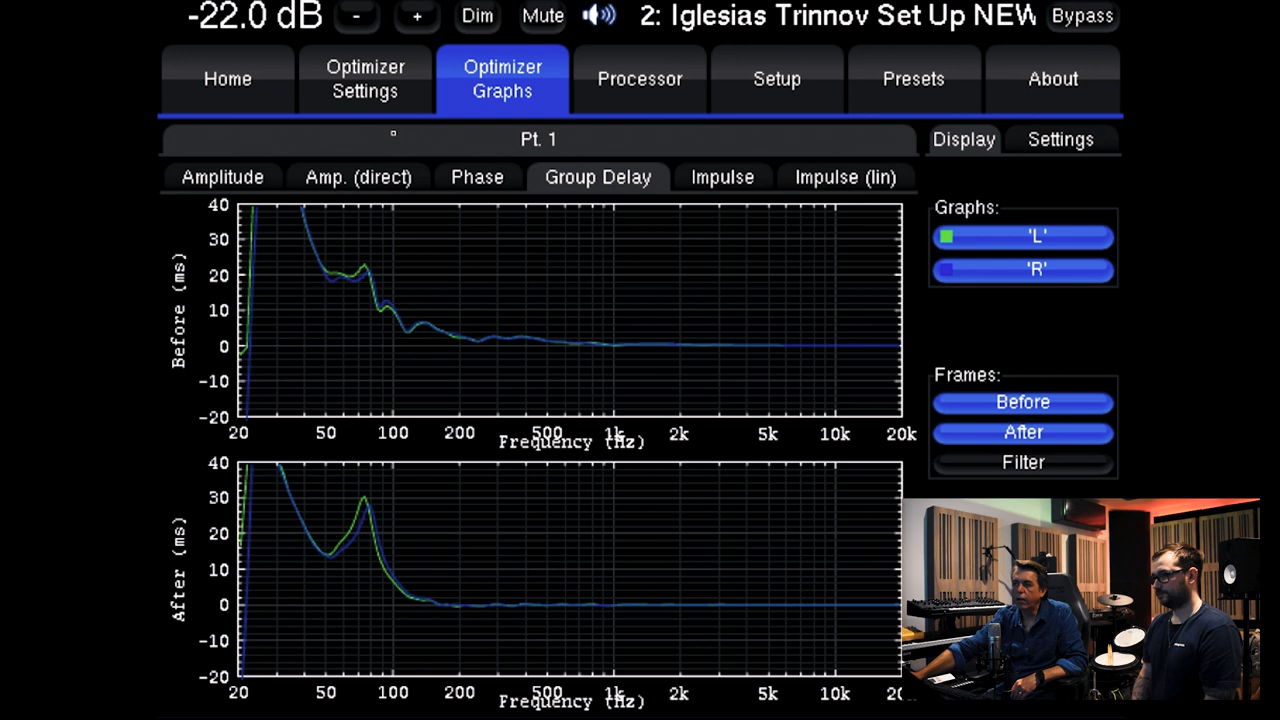 -22.0 dB - + Dim Mute 2: Iglesias Trinnov Set Up NEW Bypass
Home Optimizer Settings Optimizer Graphs Processor Setup Presets About
° Pt. 1 Display Settings
Amplitude Amp. (direct) Phase Group Delay Impulse Impulse (lin)
Graphs:
'L'
'R'
Before (ms)
40
30
20
10
0
-10
-20
20 50 100 200 500 1k 2k 5k 10k 20k
Frequency (Hz)
Frames:
Before
After
Filter
After (ms)
40
30
20
10
0
-10
-20
20 50 100 200 500 1k 2k 5k 10k
Frequency (Hz)